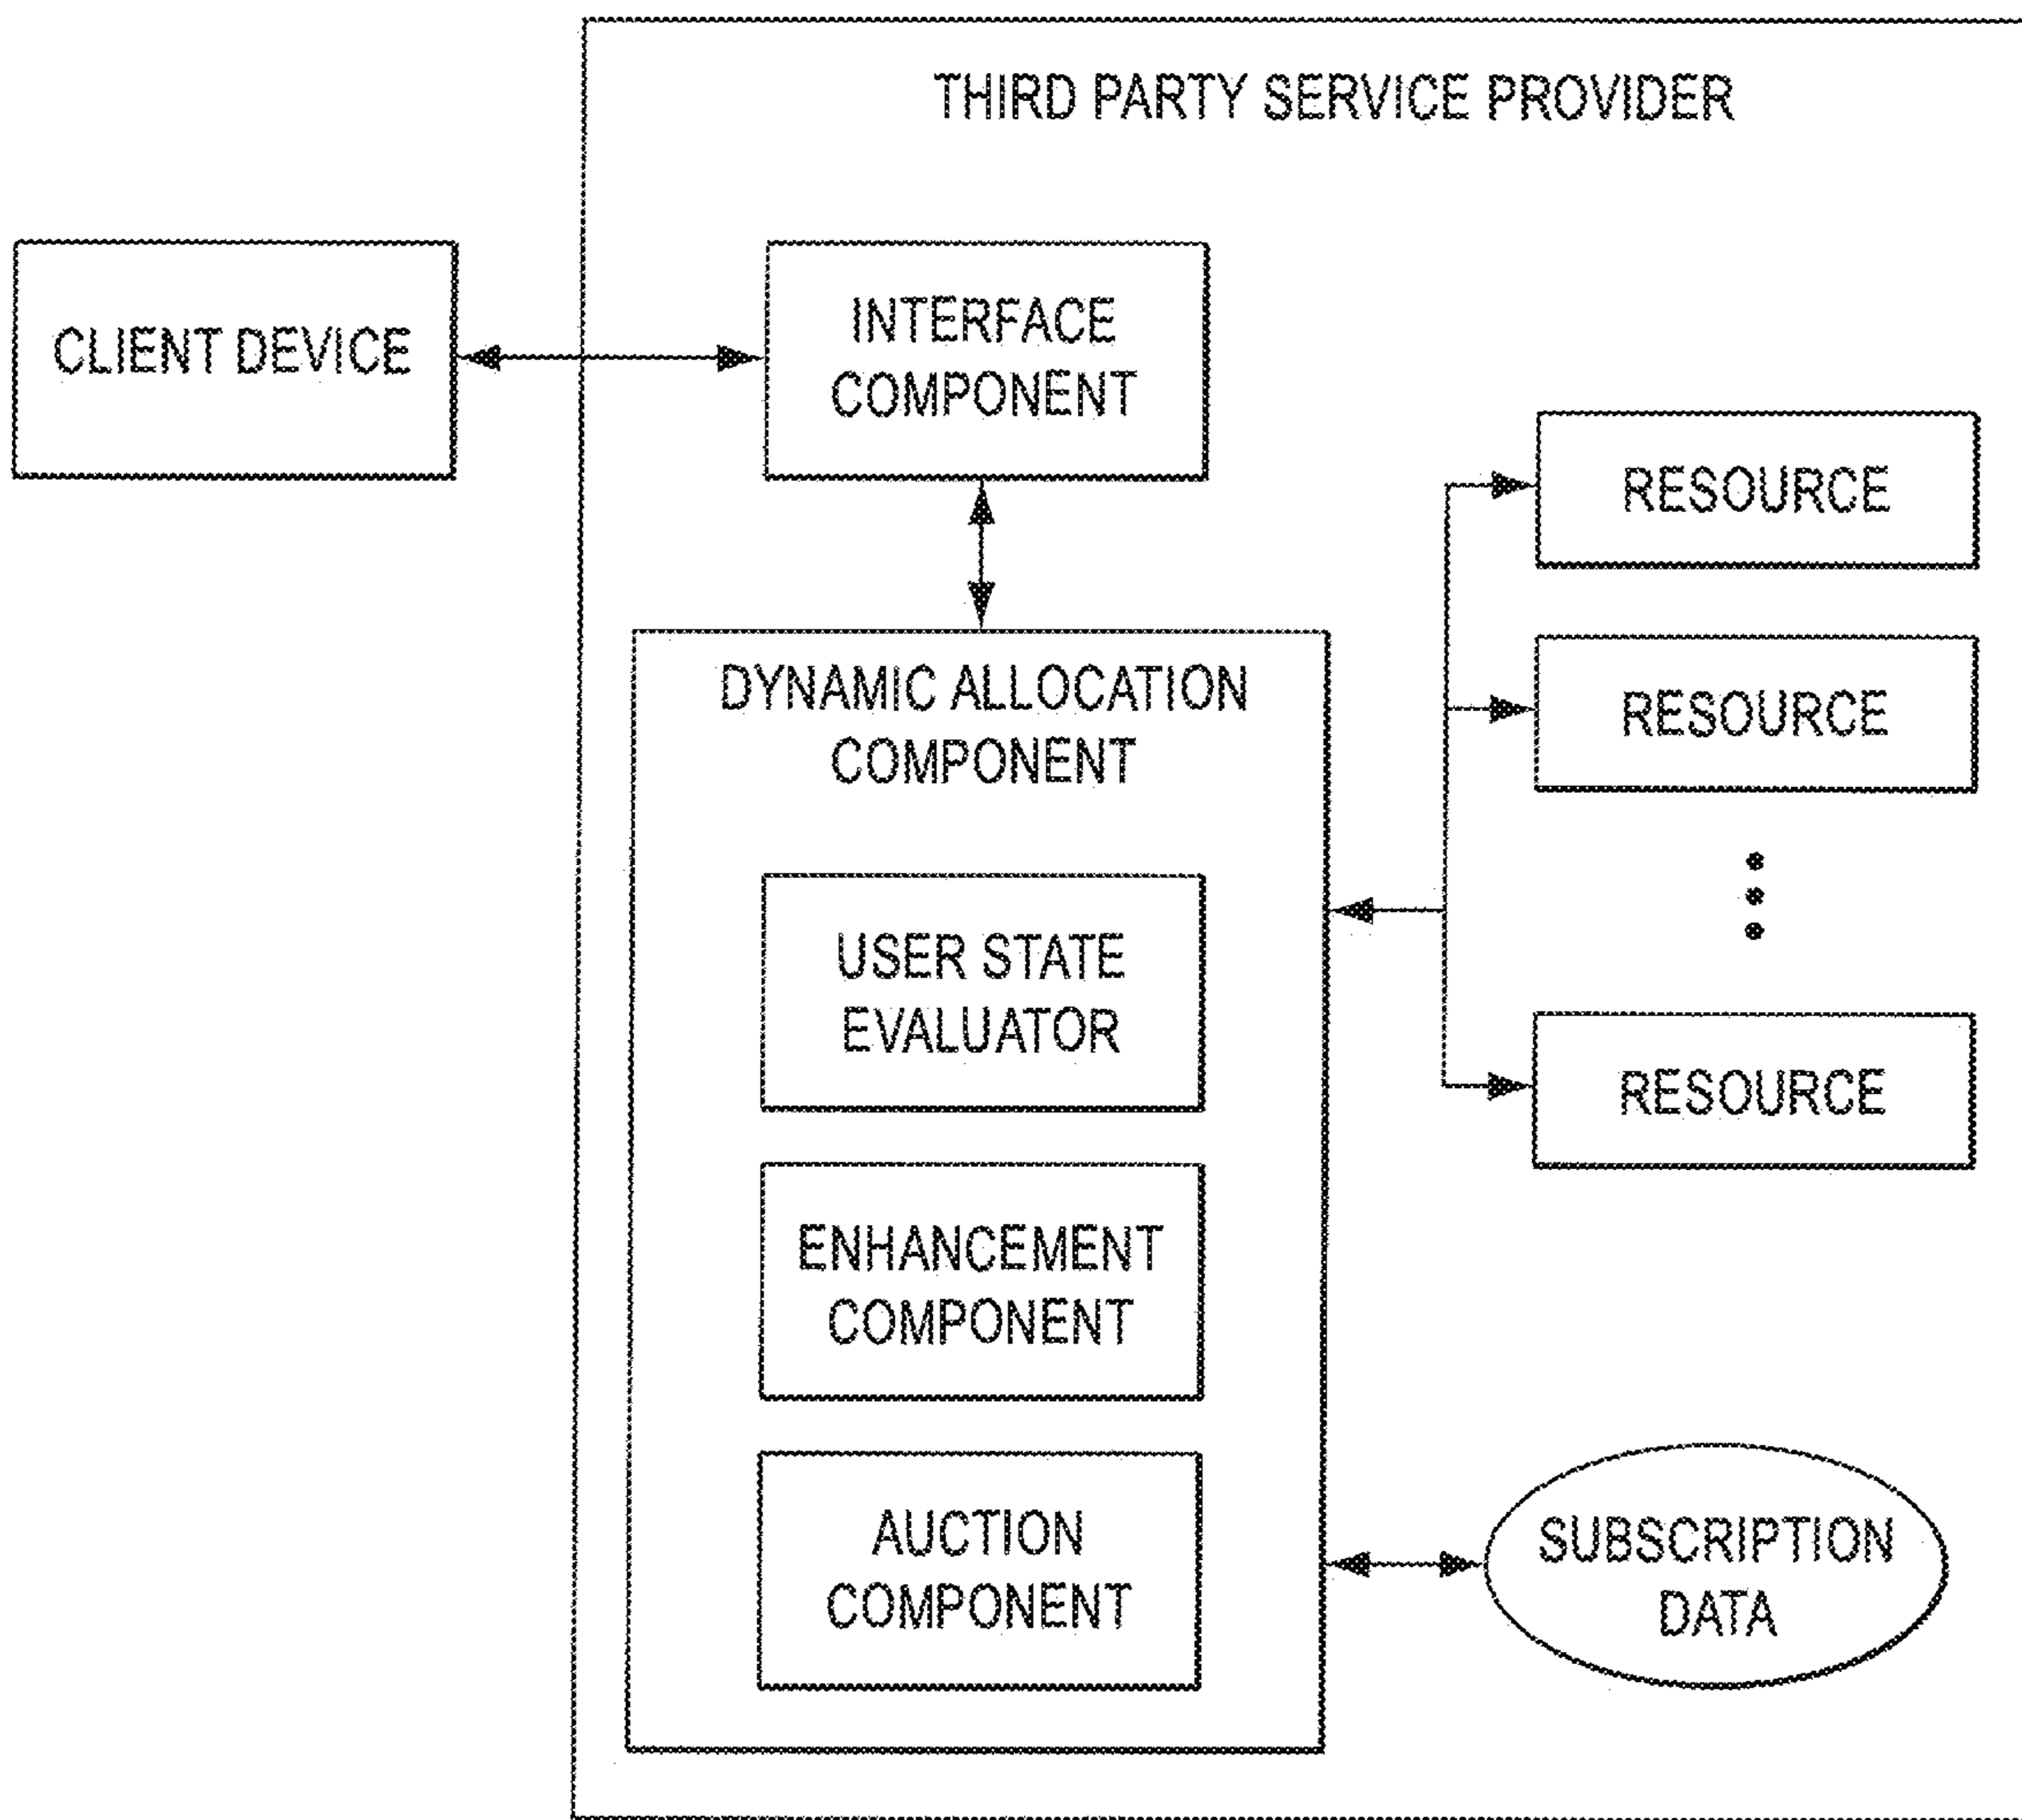 THIRD PARTY SERVICE PROVIDER
CLIENT DEVICE
INTERFACE
COMPONENT
RESOURCE
RESOURCE
RESOURCE
DYNAMIC ALLOCATION
COMPONENT
USER STATE
EVALUATOR
ENHANCEMENT
COMPONENT
AUCTION
COMPONENT
SUBSCRIPTION
DATA